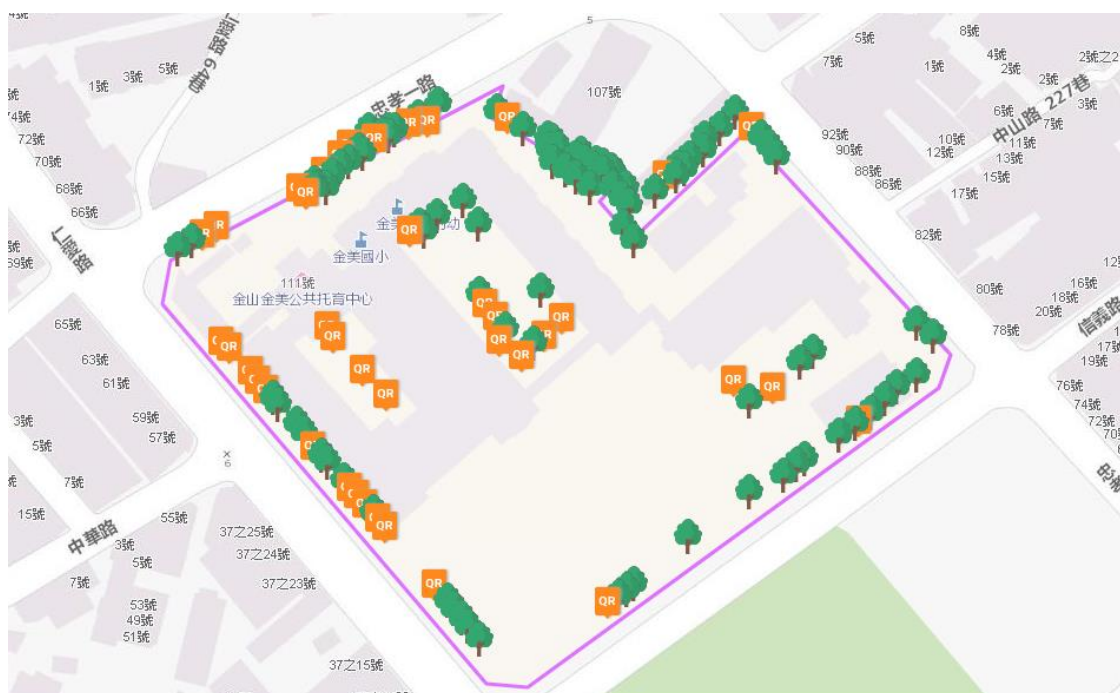 5
8號
5號
4號
2號之2
7號
1號
2號
3號
5號
1號
忠孝一路
107號
2號
中山路 227巷
6號
7號
74號
72號
70號
68號
66號
92號
90號
10號
11號
12號
13號
88號
15號
86號
17號
QR
仁愛路
82號
69號
金美國小
111號
金山金美公共托育中心
80號
16號
18號
20號
信義路
78號
65號
63號
61號
59號
57號
17號
19號
76號
74號
72號
3號
5號
6
7號
15號
中華路
55號
3號
5號
7號
37之25號
37之24號
37之23號
53號
49號
51號
37之15號